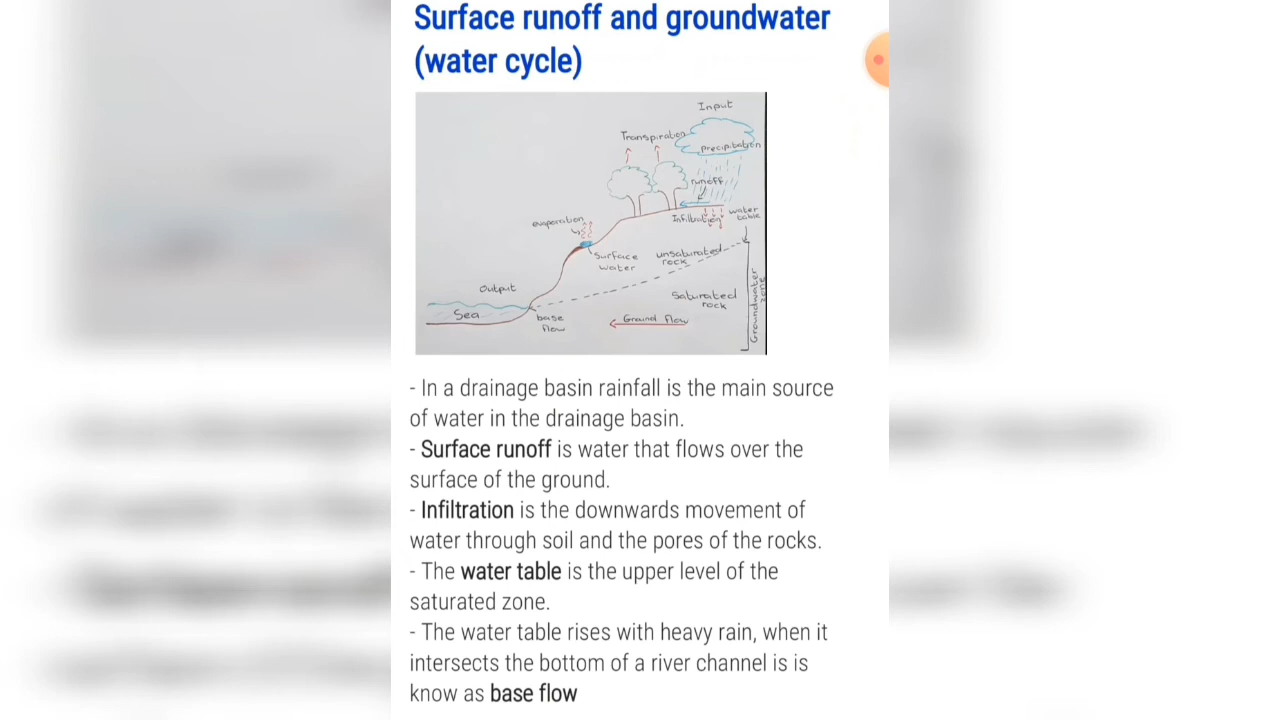 Surface runoff and groundwater
(water cycle)
Input
Transpiration
precipitation
runoff
Infiltration
water
table
evaporation
Surface
water
unsaturated
rock
Output
Saturated
rock
Sea
base
flow
Ground flow
Groundwater
zone
- In a drainage basin rainfall is the main source
of water in the drainage basin.
- Surface runoff is water that flows over the
surface of the ground.
- Infiltration is the downwards movement of
water through soil and the pores of the rocks.
- The water table is the upper level of the
saturated zone.
- The water table rises with heavy rain, when it
intersects the bottom of a river channel is is
know as base flow